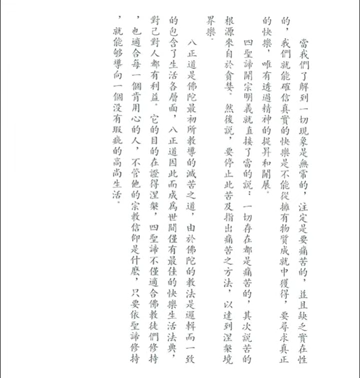 當我們了解到一切現象是無常的，注定是要痛苦的，並且缺乏實在性
的，我們就能確信真實的快樂是不能從擁有物質成就中獲得，要尋求真正
的快樂，唯有透過精神的提昇和開展。
四聖諦開宗明義就直接了當的說：一切存在都是痛苦的，其次說苦的
根源來自於貪婪。然後說，要停止此苦及指出痛苦之方法，以達到涅槃境
界樂。
八正道是佛陀最初所教導的滅苦之道，由於佛陀的教法是邏輯而一致
的包含了生活各層面，八正道因此而成為世間僅有最佳的快樂生活法典，
對己對人都有利益。它的目的在證得涅槃，四聖諦不僅適合佛教徒們修持
，也適合每一個肯用心的人，不管他的宗教信仰是什麼，只要依聖諦修持
，就能夠導向一個沒有瑕疵的高尚生活。